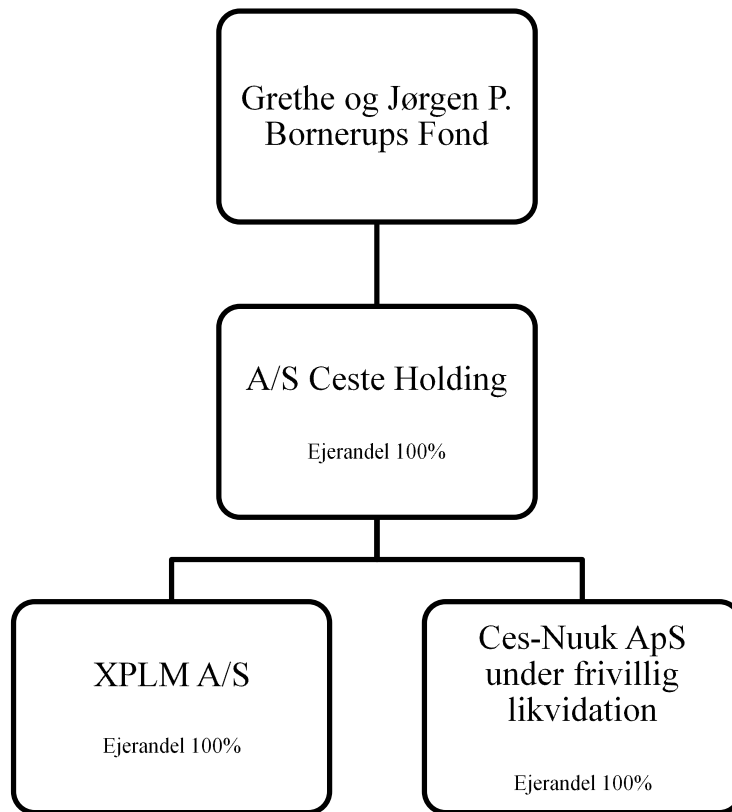 Grethe og Jørgen P.
Bornerups Fond
A/S Ceste Holding
Ejerandel 100%
XPLM A/S
Ejerandel 100%
Ces-Nuuk ApS
under frivillig
likvidation
Ejerandel 100%